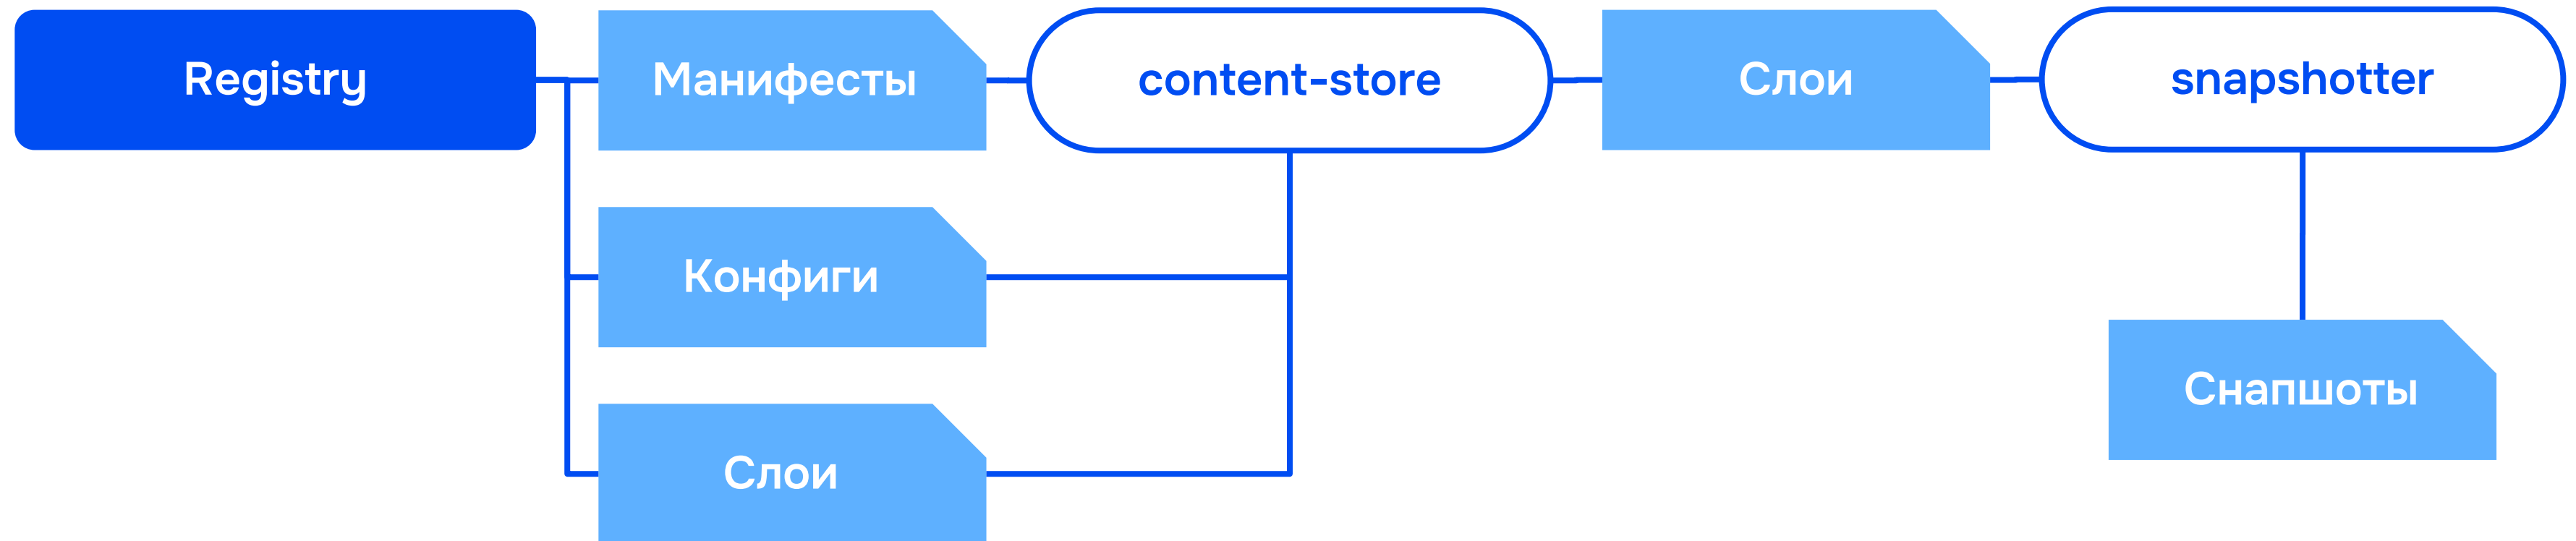 Registry
Манифесты
content-store
Слои
snapshotter
Конфиги
Снапшоты
Слои